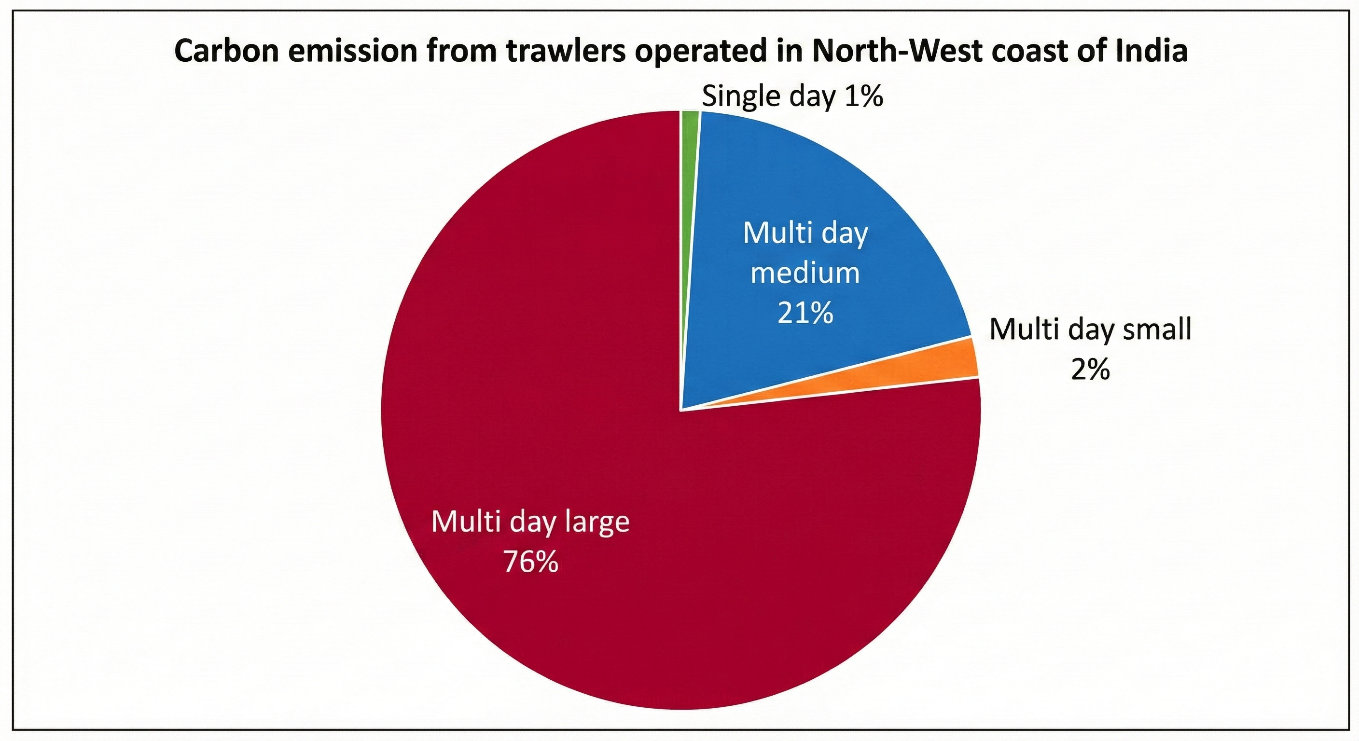 Carbon emission from trawlers operated in North-West coast of India
Single day 1%
Multi day
medium
21%
Multi day small
2%
Multi day large
76%